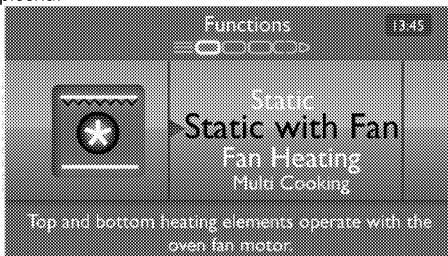 Functions
13:45
Static
Static with Fan
Fan Heating
Multi Cooking
Top and bottom heating elements operate with the
oven fan motor.